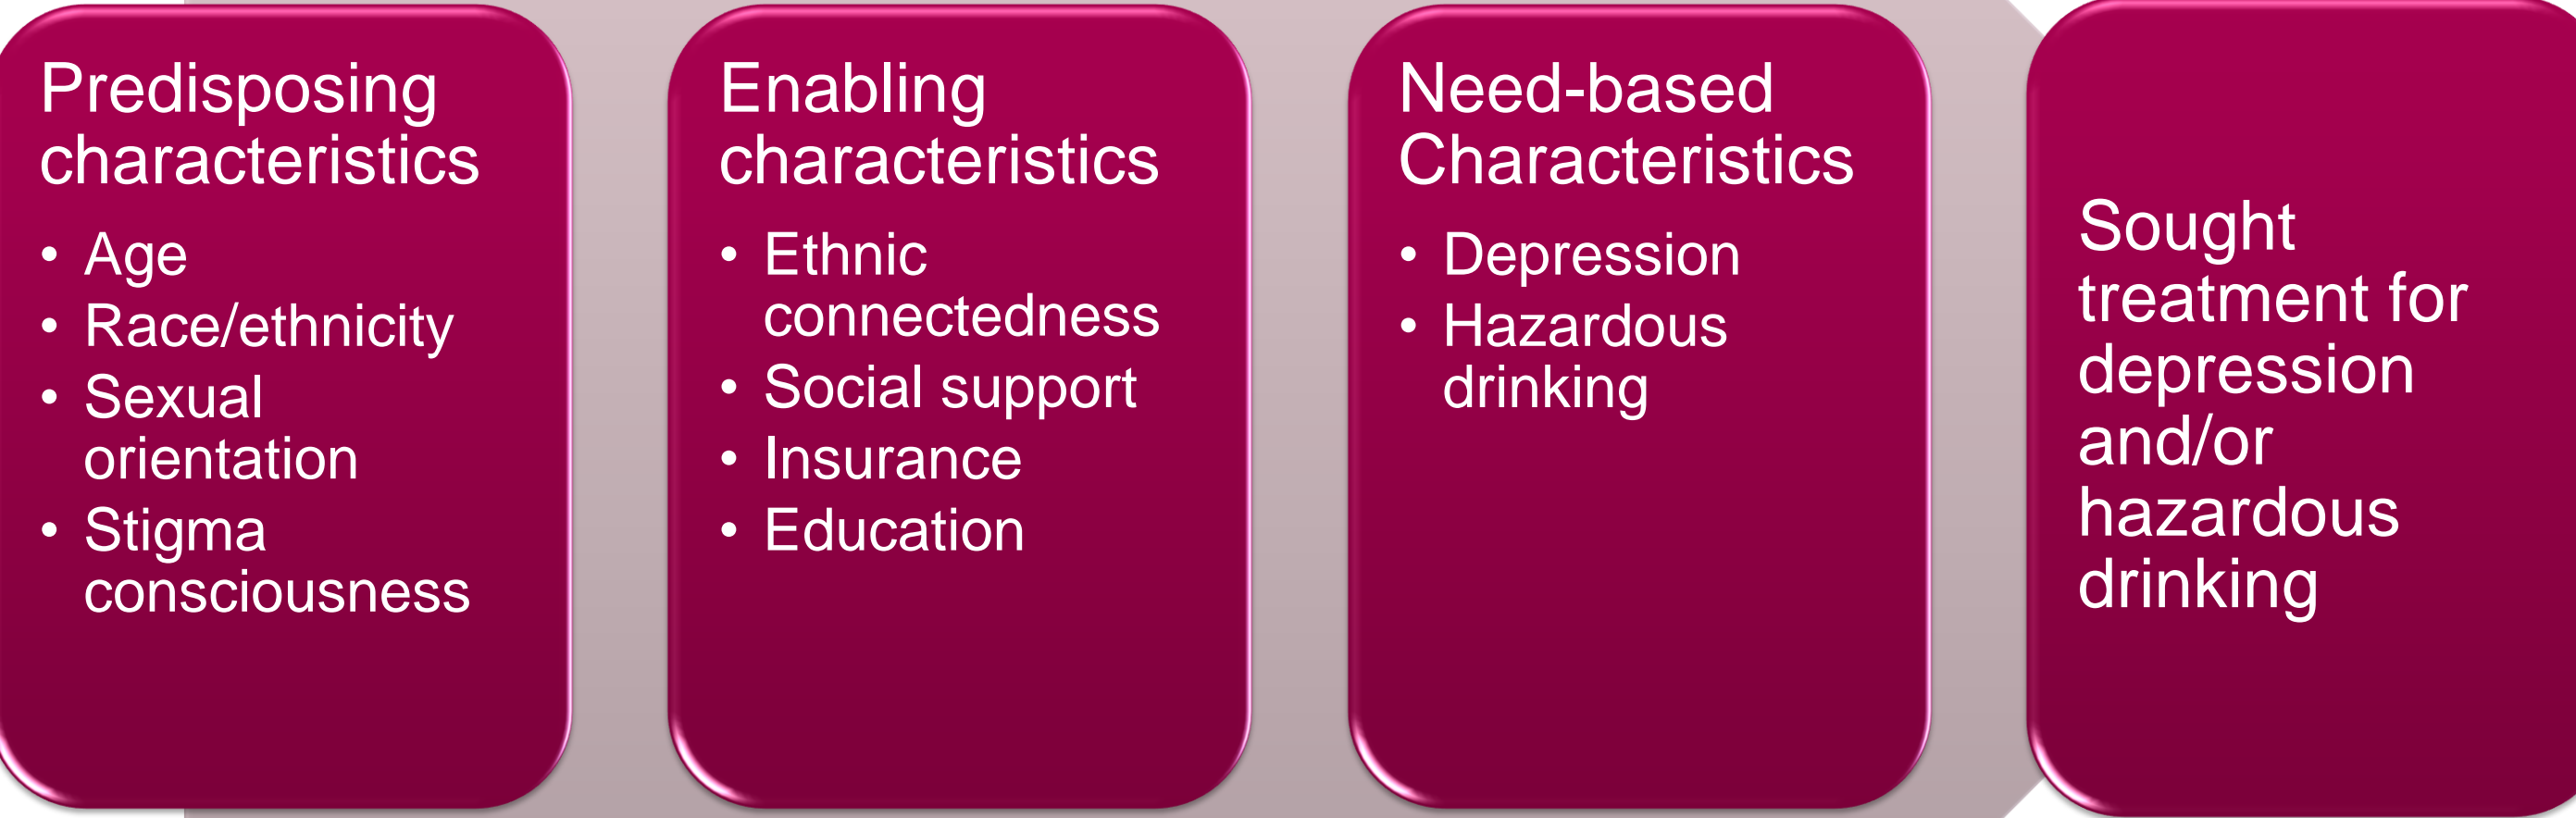 Predisposing
characteristics
• Age
• Race/ethnicity
• Sexual
orientation
• Stigma
consciousness
Enabling
characteristics
• Ethnic
connectedness
• Social support
• Insurance
• Education
Need-based
Characteristics
• Depression
• Hazardous
drinking
Sought
treatment for
depression
and/or
hazardous
drinking